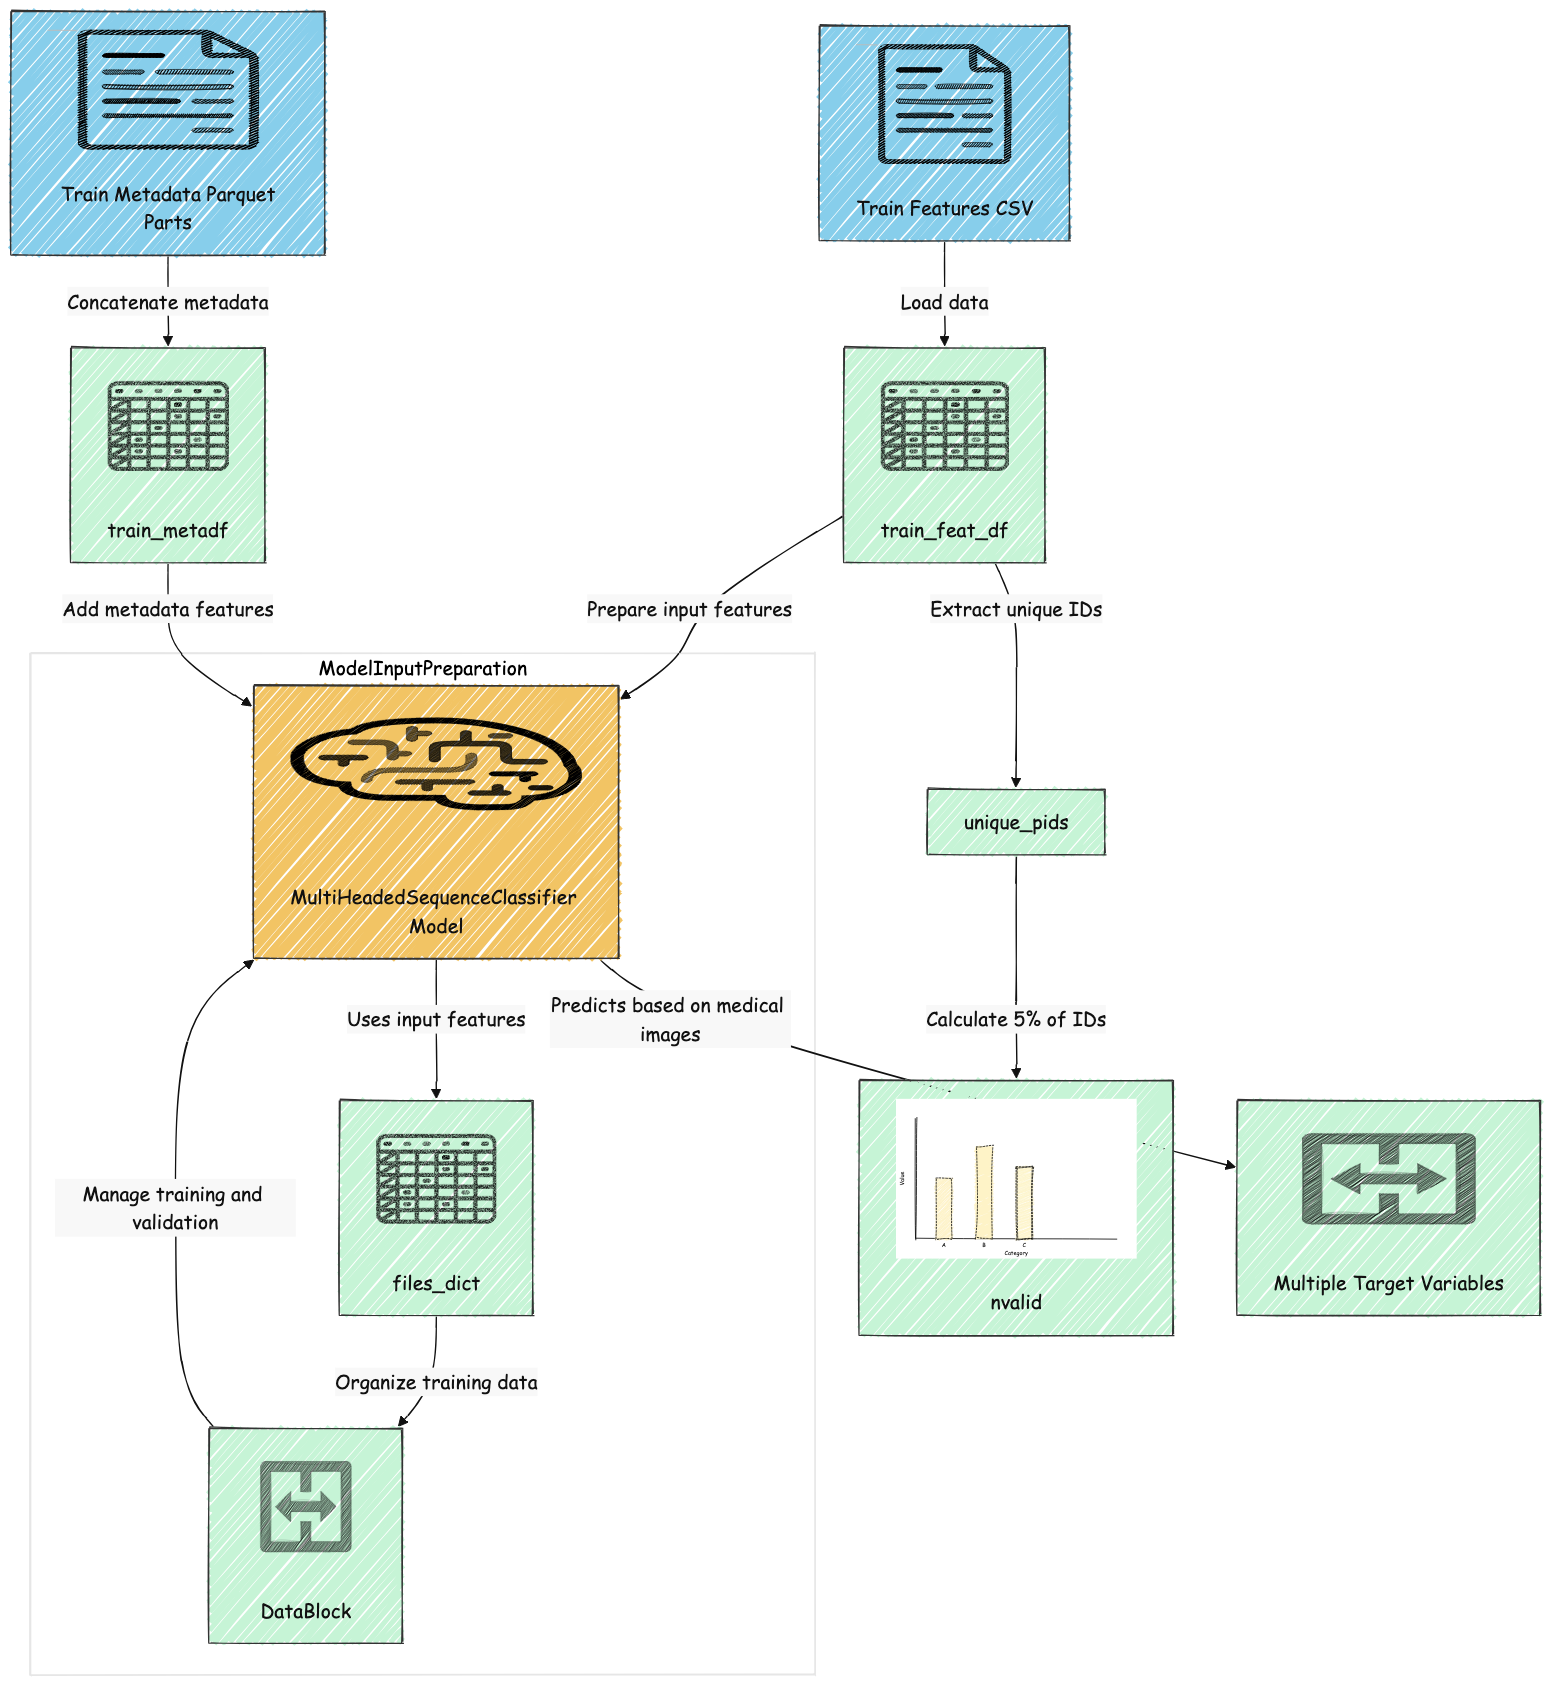 Train Metadata Parquet
Parts
Train Features CSV
Concatenate metadata
Load data
train_metadf
train_feat_df
Add metadata features
Prepare input features
Extract unique IDs
ModelInputPreparation
unique_pids
MultiHeadedSequenceClassifier
Model
Uses input features
Predicts based on medical
images
Calculate 5% of IDs
Manage training and
validation
Value
A
B
C
Category
files_dict
nvalid
Multiple Target Variables
Organize training data
DataBlock